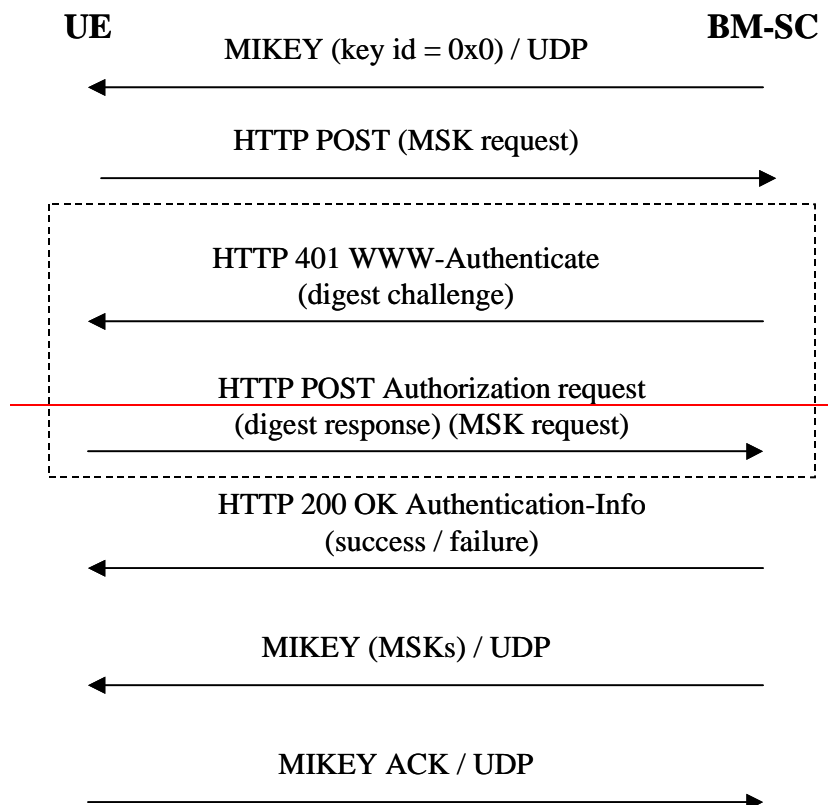 UE BM-SC
MIKEY (key id = 0x0) / UDP
HTTP POST (MSK request)
HTTP 401 WWW-Authenticate
(digest challenge)
HTTP POST Authorization request
(digest response) (MSK request)
HTTP 200 OK Authentication-Info
(success / failure)
MIKEY (MSKs) / UDP
MIKEY ACK / UDP